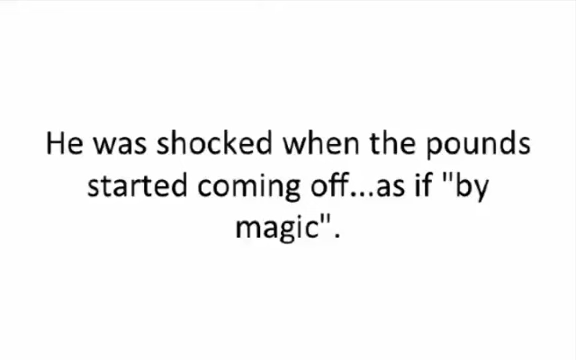 He was shocked when the pounds
started coming off...as if "by
magic".